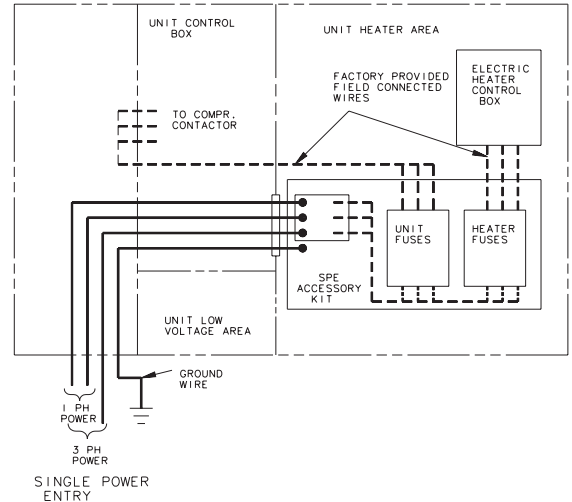 UNIT CONTROL
BOX
UNIT HEATER AREA
ELECTRIC
HEATER
CONTROL
BOX
FACTORY PROVIDED
FIELD CONNECTED
WIRES
TO COMPR.
CONTACTOR
UNIT
FUSES
HEATER
FUSES
SPE
ACCESSORY
KIT
UNIT LOW
VOLTAGE AREA
GROUND
WIRE
1 PH
POWER
3 PH
POWER
SINGLE POWER
ENTRY